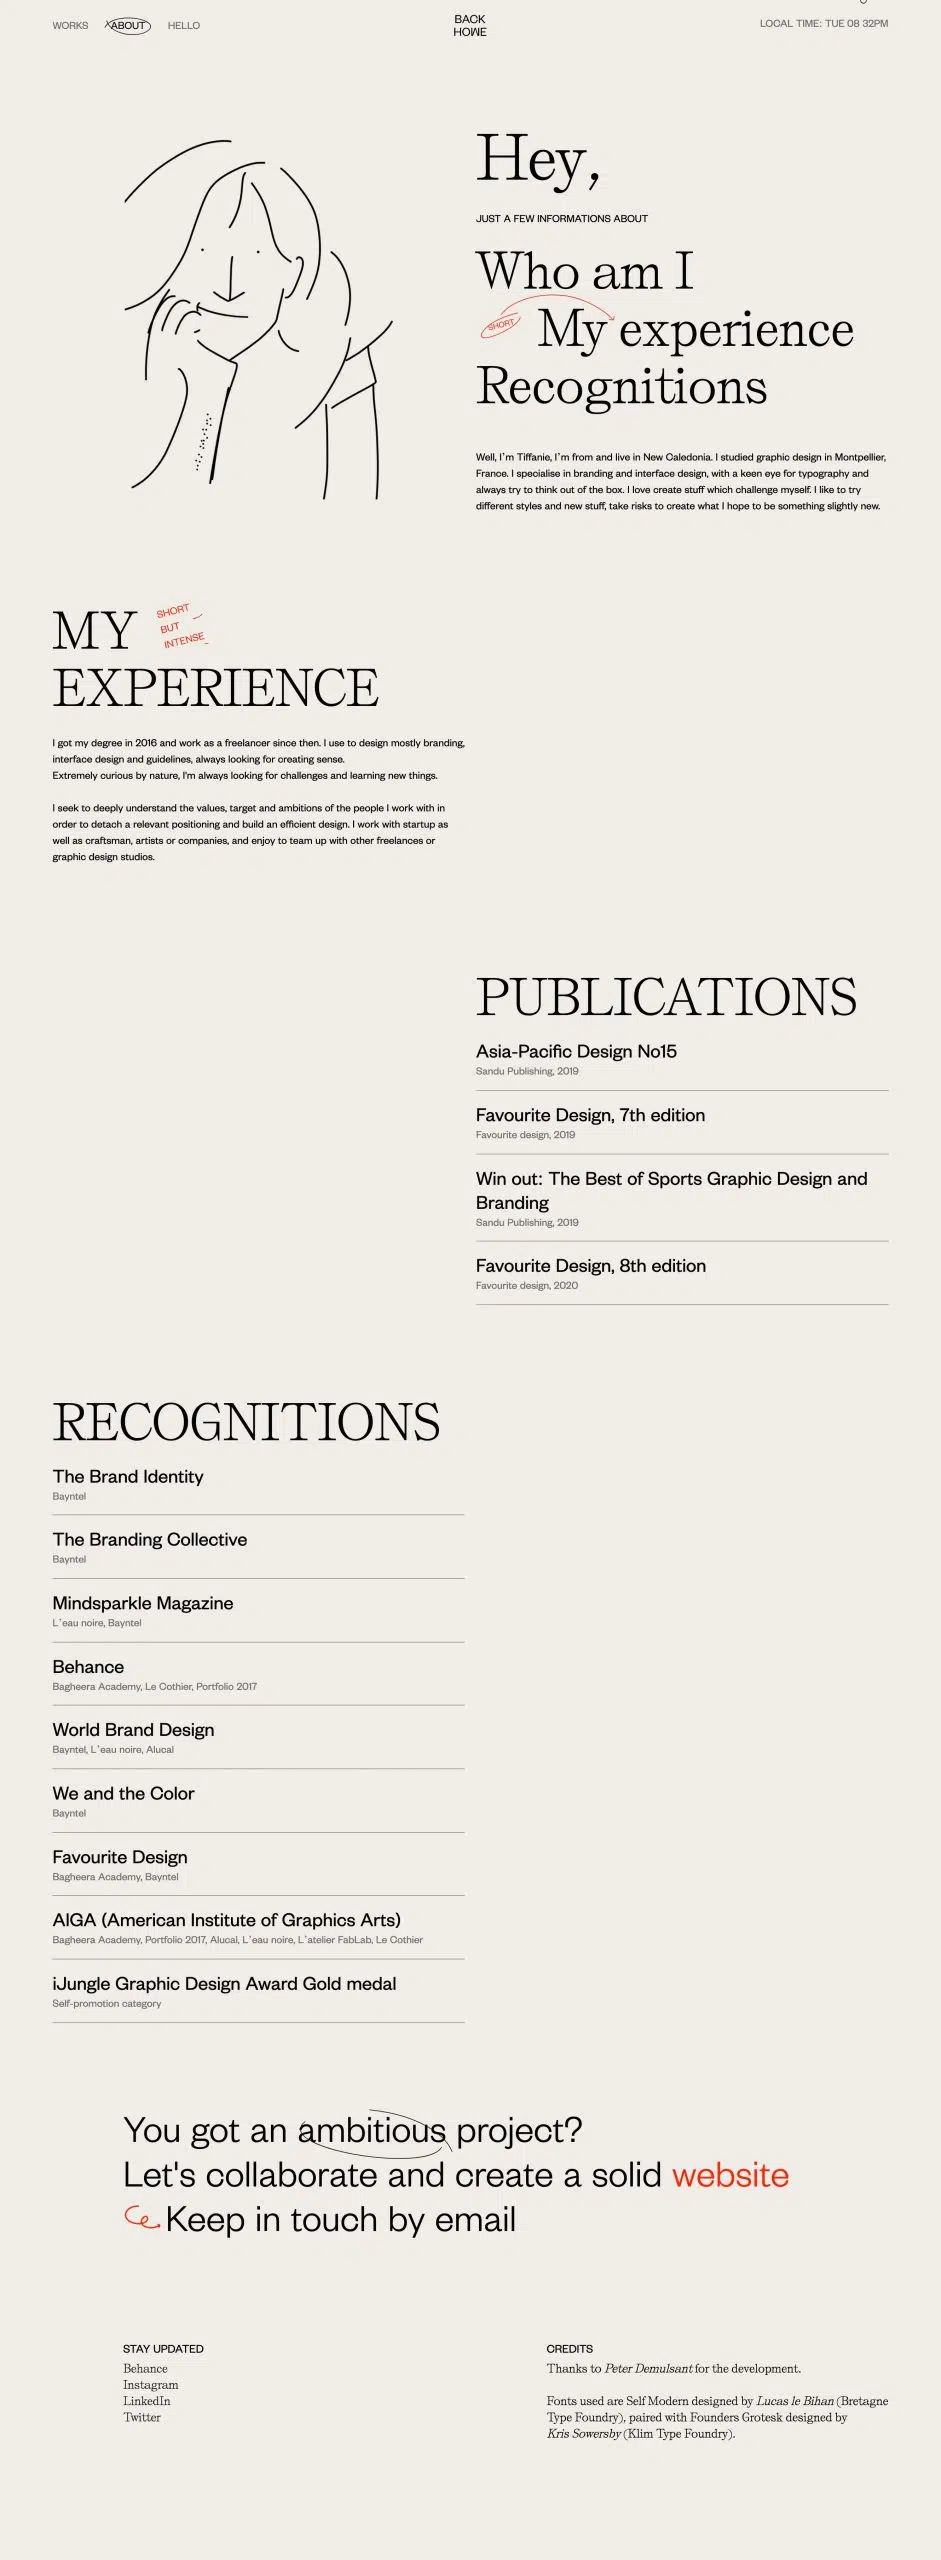 WORKS
ABOUT
HELLO
BACK
HOME
LOCAL TIME: TUE 08 32PM
Hey,
JUST A FEW INFORMATIONS ABOUT
Who am I
SHORT
My experience
Recognitions
Well, I'm Tiffanie, I'm from and live in New Caledonia. I studied graphic design in Montpellier,
France. I specialise in branding and interface design, with a keen eye for typography and
always try to think out of the box. I love create stuff which challenge myself. I like to try
different styles and new stuff, take risks to create what I hope to be something slightly new.
MY
SHORT
BUT
INTENSE
EXPERIENCE
I got my degree in 2016 and work as a freelancer since then. I use to design mostly branding,
interface design and guidelines, always looking for creating sense.
Extremely curious by nature, I'm always looking for challenges and learning new things.
I seek to deeply understand the values, target and ambitions of the people I work with in
order to detach a relevant positioning and build an efficient design. I work with startup as
well as craftsman, artists or companies, and enjoy to team up with other freelances or
graphic design studios.
PUBLICATIONS
Asia-Pacific Design No15
Sandu Publishing, 2019
Favourite Design, 7th edition
Favourite design, 2019
Win out: The Best of Sports Graphic Design and
Branding
Sandu Publishing, 2019
Favourite Design, 8th edition
Favourite design, 2020
RECOGNITIONS
The Brand Identity
Bayntel
The Branding Collective
Bayntel
Mindsparkle Magazine
L'eau noire, Bayntel
Behance
Bagheera Academy, Le Cothier, Portfolio 2017
World Brand Design
Bayntel, L'eau noire, Alucal
We and the Color
Bayntel
Favourite Design
Bagheera Academy, Bayntel
AIGA (American Institute of Graphics Arts)
Bagheera Academy, Portfolio 2017, Alucal, L'eau noire, L'atelier FabLab, Le Cothier
iJungle Graphic Design Award Gold medal
Self-promotion category
You got an ambitious project?
Let's collaborate and create a solid website
Keep in touch by email
STAY UPDATED
Behance
Instagram
LinkedIn
Twitter
CREDITS
Thanks to Peter Demulsant for the development.
Fonts used are Self Modern designed by Lucas le Bihan (Bretagne
Type Foundry), paired with Founders Grotesk designed by
Kris Sowersby (Klim Type Foundry).